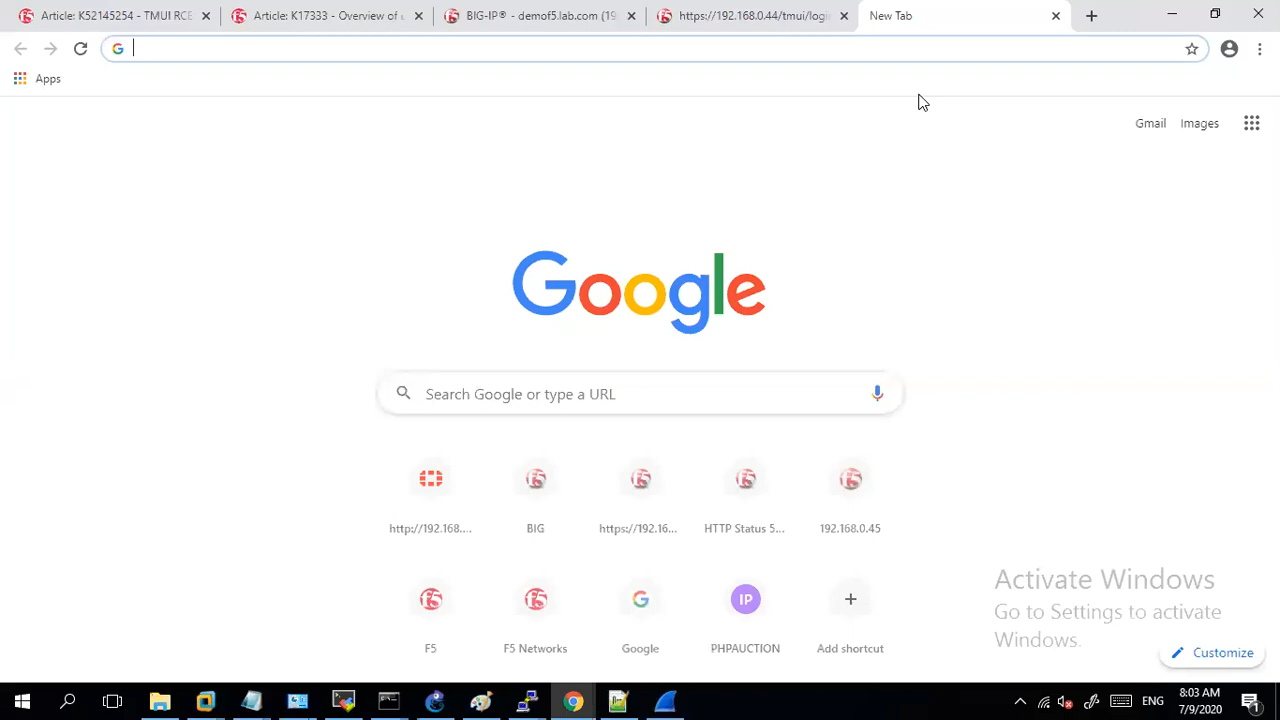 Article: K52145254 - TMUI RCE
Article: K17333 - Overview of
BIG-IP® - demof5.lab.com (19
https://192.168.0.44/tmui/logi
New Tab
Apps
Gmail
Images
Google
Search Google or type a URL
http://192.168....
BIG
https://192.16...
HTTP Status 5...
192.168.0.45
F5
F5 Networks
Google
IP
PHPAUCTION
Add shortcut
Activate Windows
Go to Settings to activate
Windows.
Customize
ENG
8:03 AM
7/9/2020
1